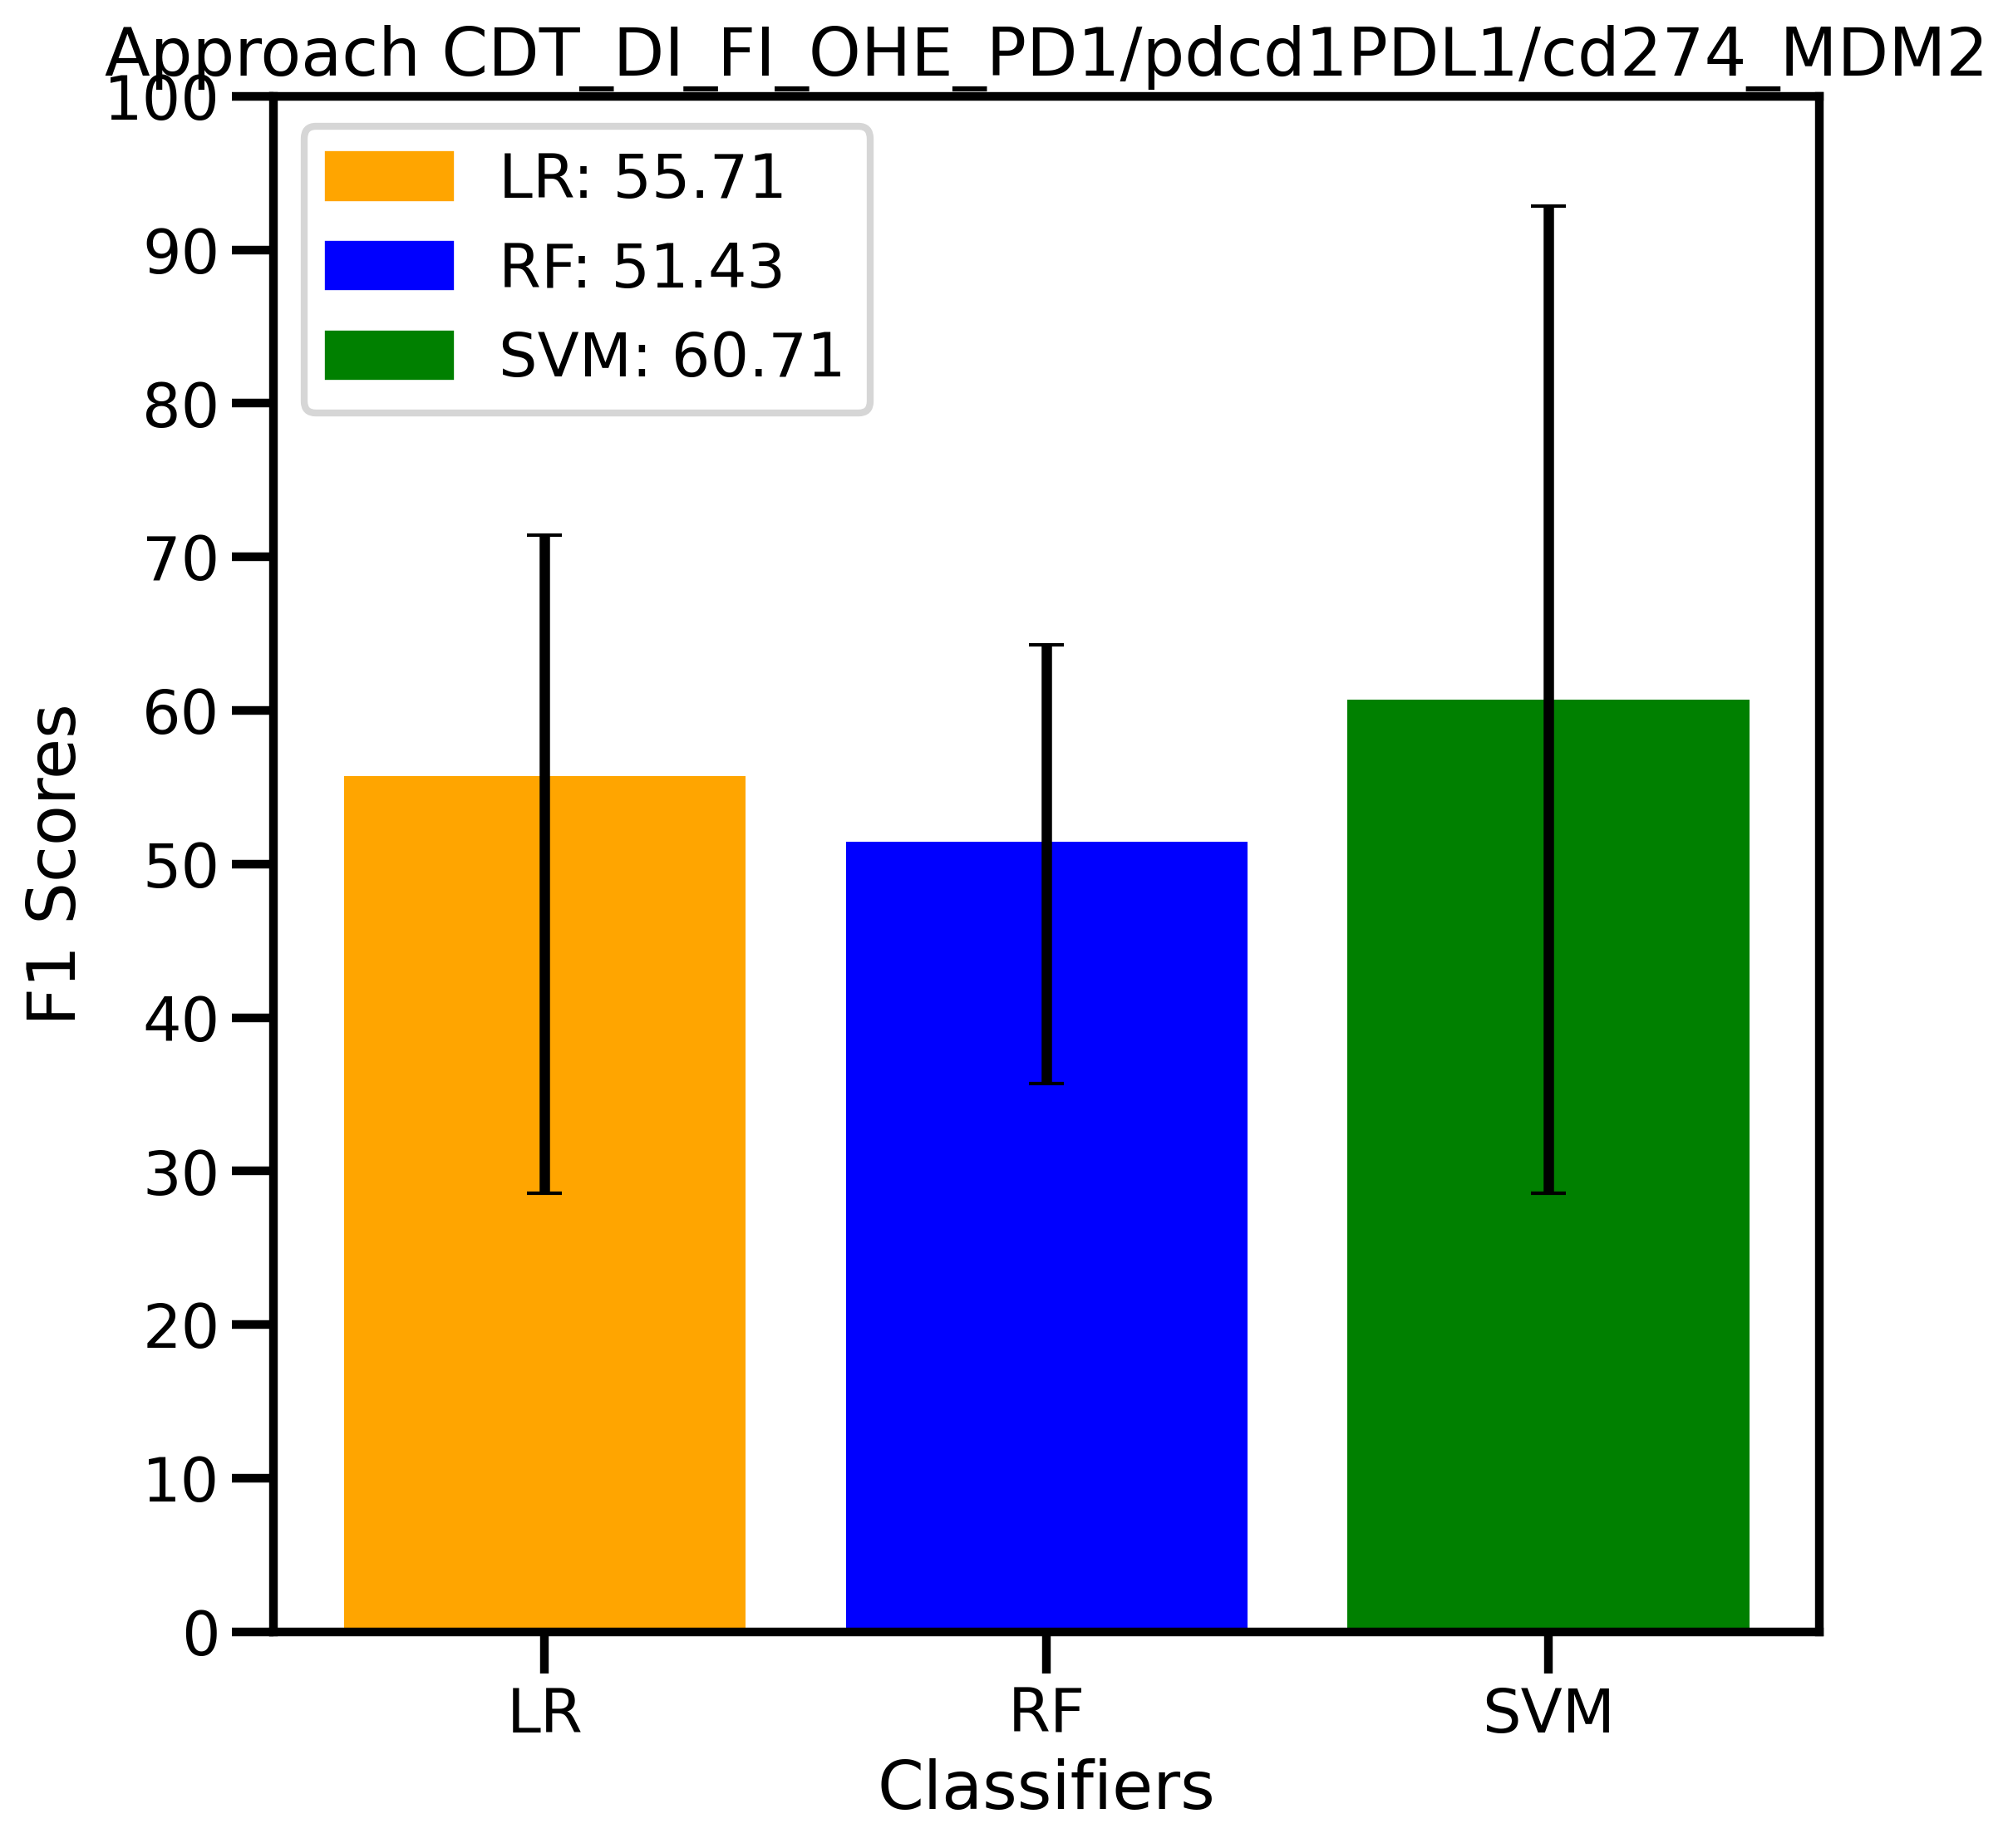 Approach CDT_DI_FI_OHE_PD1/pdcd1PDL1/cd274_MDM2
LR: 55.71
RF: 51.43
SVM: 60.71
F1 Scores
100
90
80
70
60
50
40
30
20
10
0
LR
RF
SVM
Classifiers